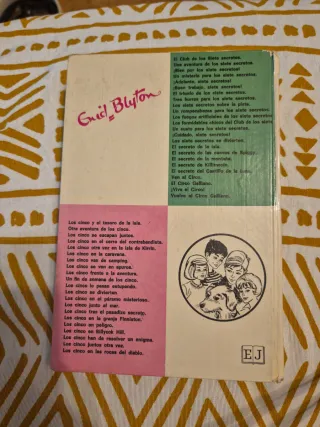 El Club de los Siete Secretos.
Una aventura de los siete secretos.
¡Bien por los siete secretos!
Un misterio para los siete secretos.
¡Adelante, siete secretos!
¡Buen trabajo, siete secretos!
El triunfo de los siete secretos.
Tres hurras para los siete secretos.
Los siete secretos sobre la pista.
Un rompecabezas para los siete secretos.
Los fuegos artificiales de los siete secretos.
Los formidables chicos del Club de los siete.
Un susto para los siete secretos.
¡Cuidado, siete secretos!
Los siete secretos se divierten.
El secreto de la isla.
El secreto de las cuevas de
El secreto de la montaña.
El secreto de Killimooin.
El secreto del Castillo de la Luna.
Ven al Circo.
El Circo Galliano.
¡Viva el Circo!
Vuelve el Circo Galliano.
Enid Blyton
Los cinco y el tesoro de la isla.
Otra aventura de los cinco.
Los cinco se escapan juntos.
Los cinco en el cerro del contrabandista.
Los cinco otra vez en la isla de Kirrin.
Los cinco en la caravana.
Los cinco van de camping.
Los cinco se ven en apuros.
Los cinco frente a la aventura.
Un fin de semana de los cinco.
Los cinco lo pasan estupendo.
Los cinco se divierten.
Los cinco en el páramo misterioso.
Los cinco junto al mar.
Los cinco tras el pasadizo secreto.
Los cinco en la granja Finniston.
Los cinco en peligro.
Los cinco en Billycok Hill.
Los cinco han de resolver un enigma.
Los cinco juntos otra vez.
Los cinco en las rocas del diablo.
EJ